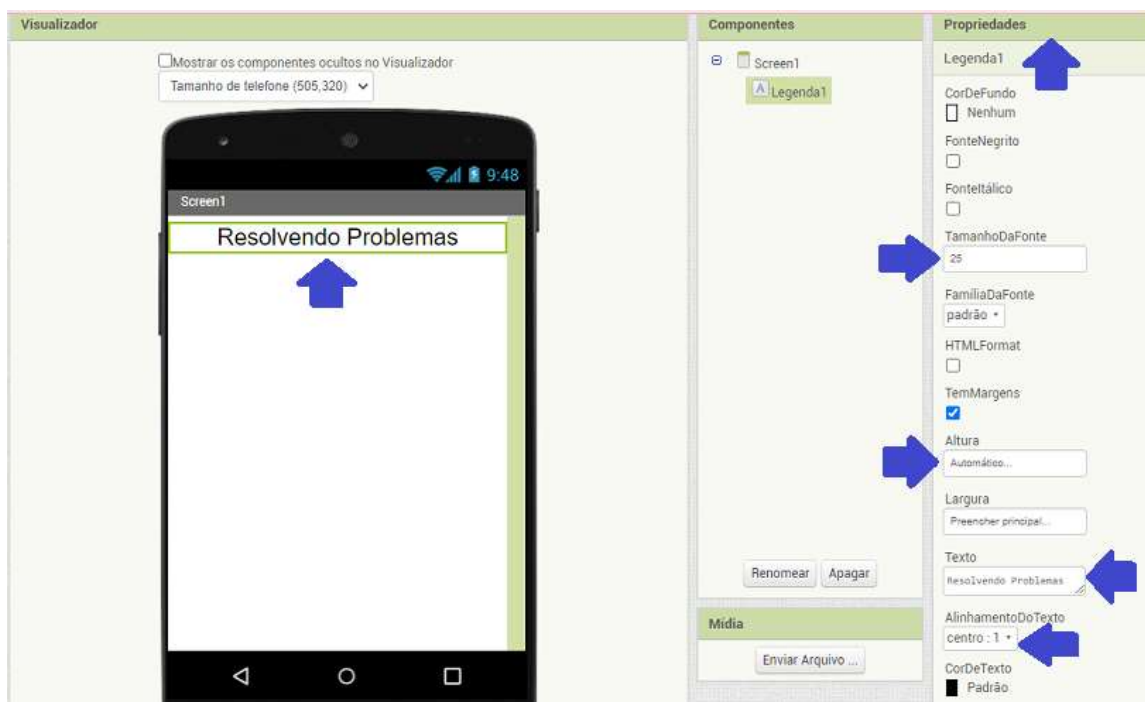 Visualizador
Mostrar os componentes ocultos no Visualizador
Tamanho de telefone (505,320)
9:48
Screen1
Resolvendo Problemas
Componentes
Screen1
Legenda1
Renomear Apagar
Mídia
Enviar Arquivo ...
Propriedades
Legenda1
CorDeFundo
Nenhum
FonteNegrito
FonteItálico
TamanhoDaFonte
25
FamíliaDaFonte
padrão
HTMLFormat
TemMargens
Altura
Automático...
Largura
Preencher principal...
Texto
Resolvendo Problemas
AlinhamentoDoTexto
centro : 1
CorDeTexto
Padrão